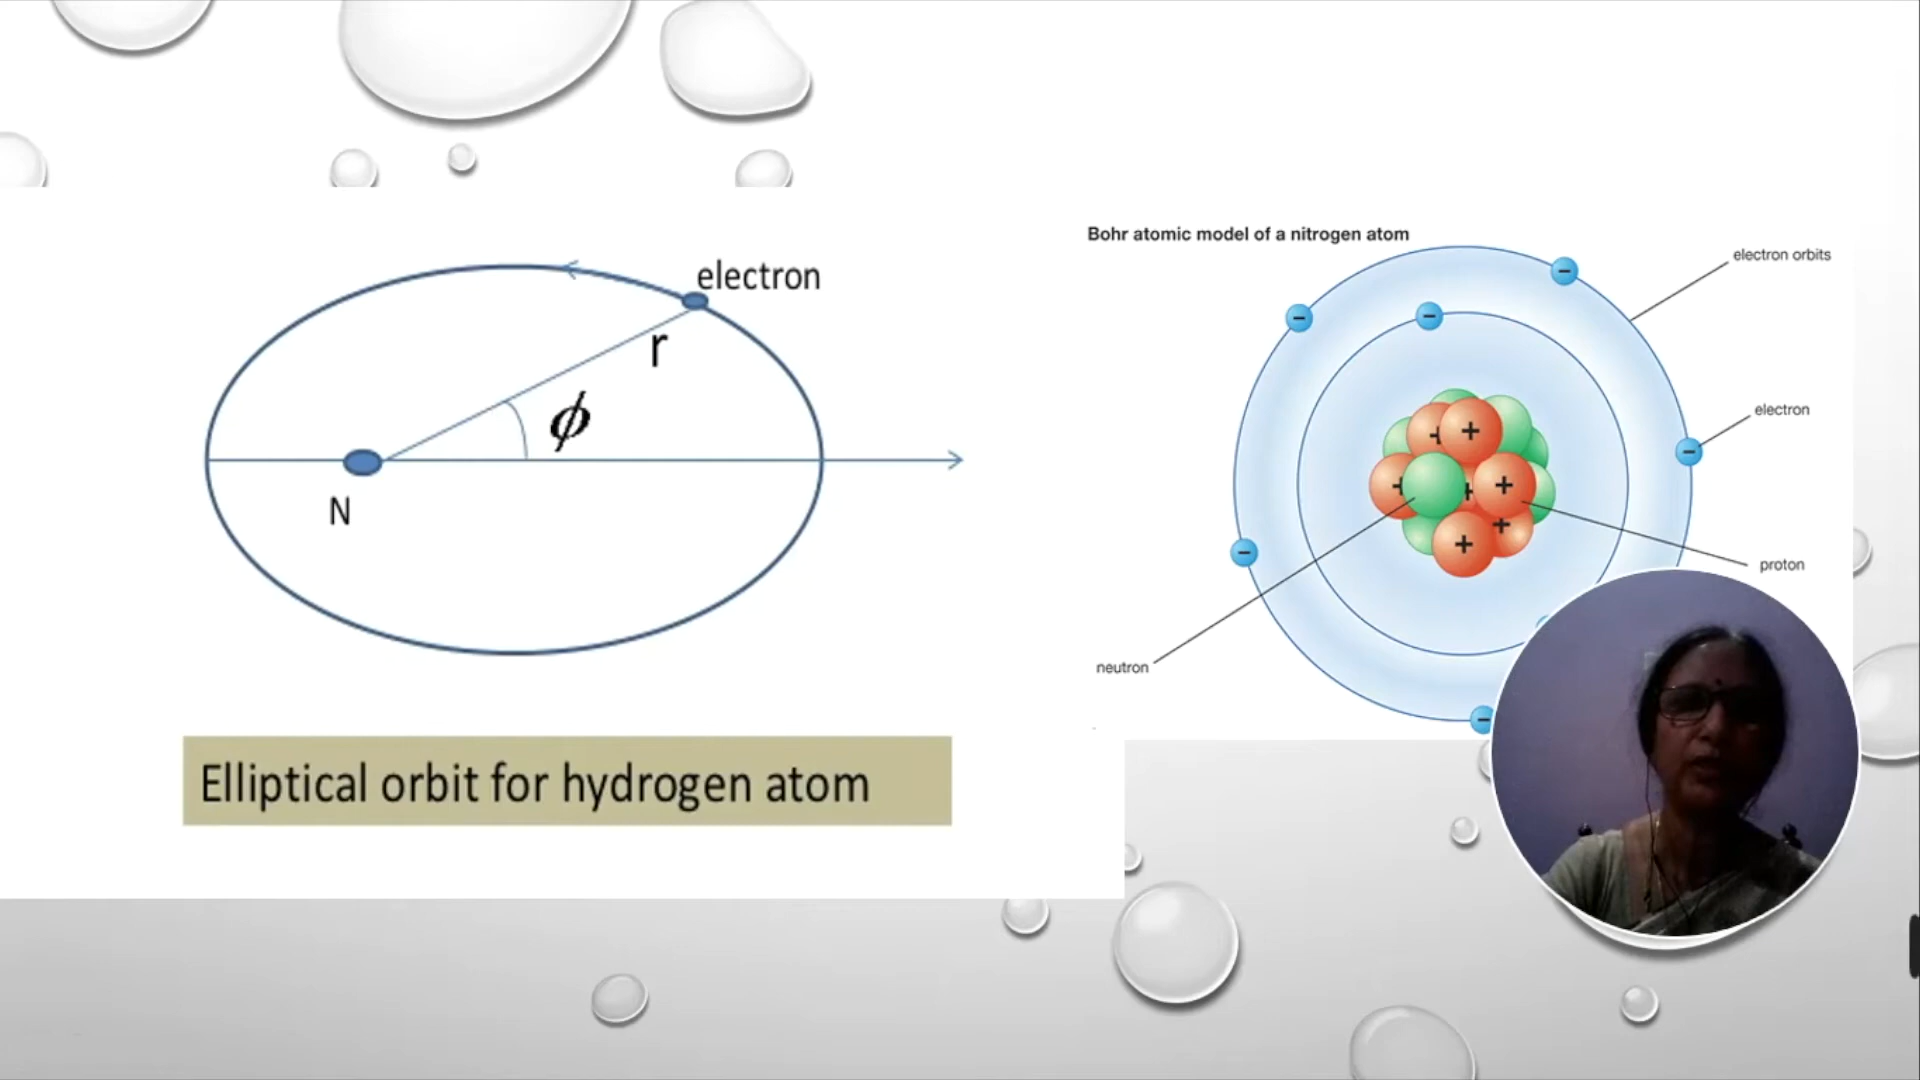 electron
r
ϕ
N
Elliptical orbit for hydrogen atom
Bohr atomic model of a nitrogen atom
electron orbits
electron
proton
neutron
−
−
−
−
−
−
+
+
+
+
+
+
+